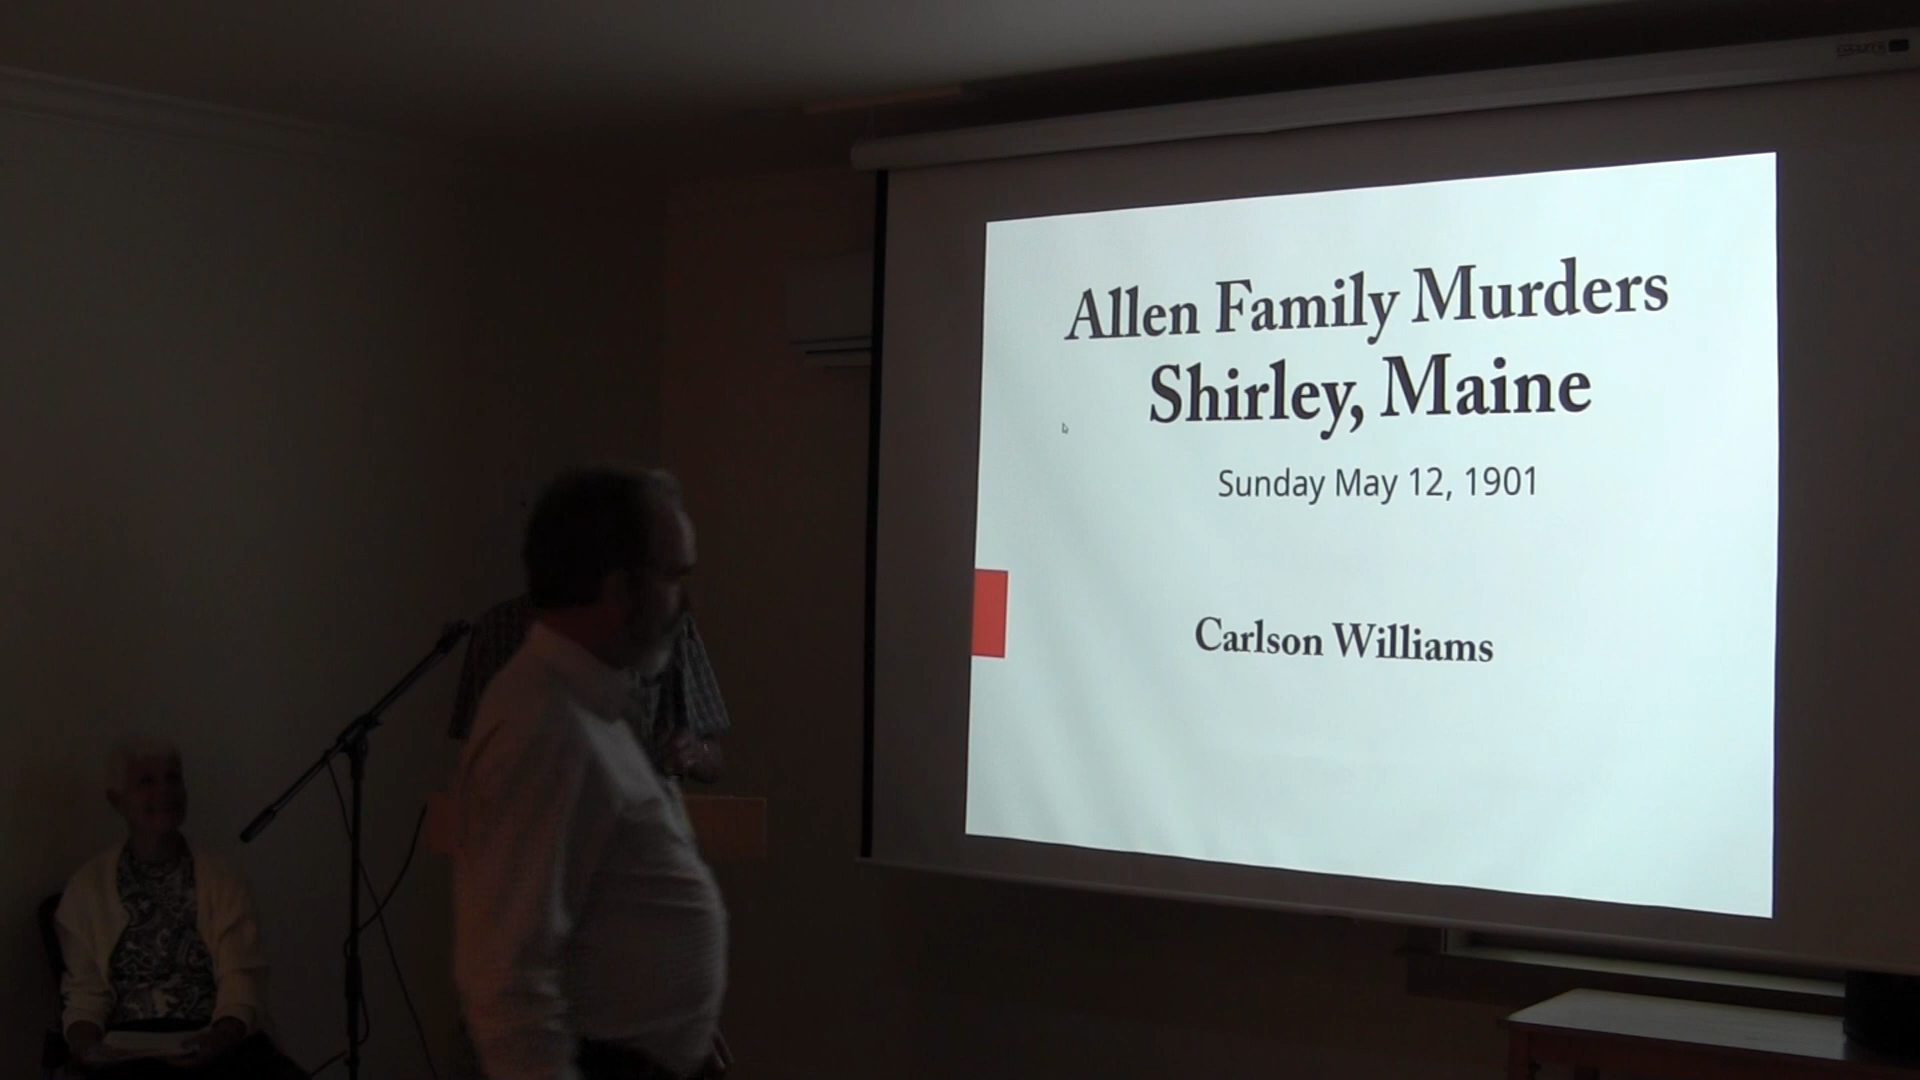 Allen Family Murders
Shirley, Maine
Sunday May 12, 1901
Carlson Williams